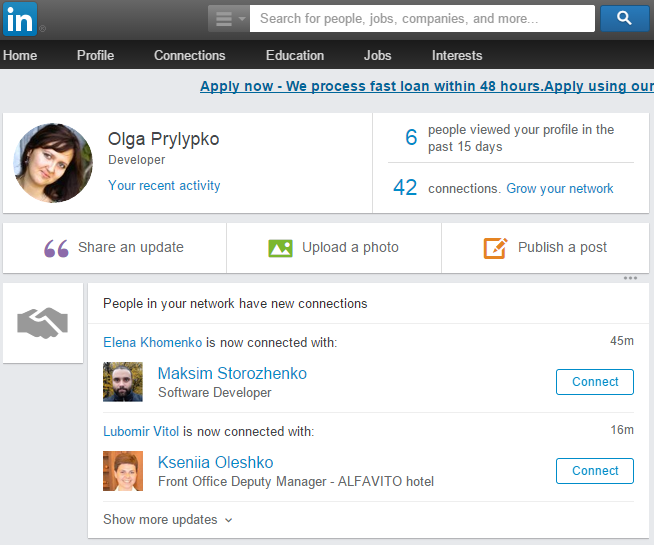 in®
Search for people, jobs, companies, and more...
Home Profile Connections Education Jobs Interests
Apply now - We process fast loan within 48 hours.Apply using our
Olga Prylypko
Developer
Your recent activity
6 people viewed your profile in the
past 15 days
42 connections. Grow your network
Share an update
Upload a photo
Publish a post
People in your network have new connections
Elena Khomenko is now connected with: 45m
Maksim Storozhenko
Software Developer
Connect
Lubomir Vitol is now connected with: 16m
Kseniia Oleshko
Front Office Deputy Manager - ALFAVITO hotel
Connect
Show more updates